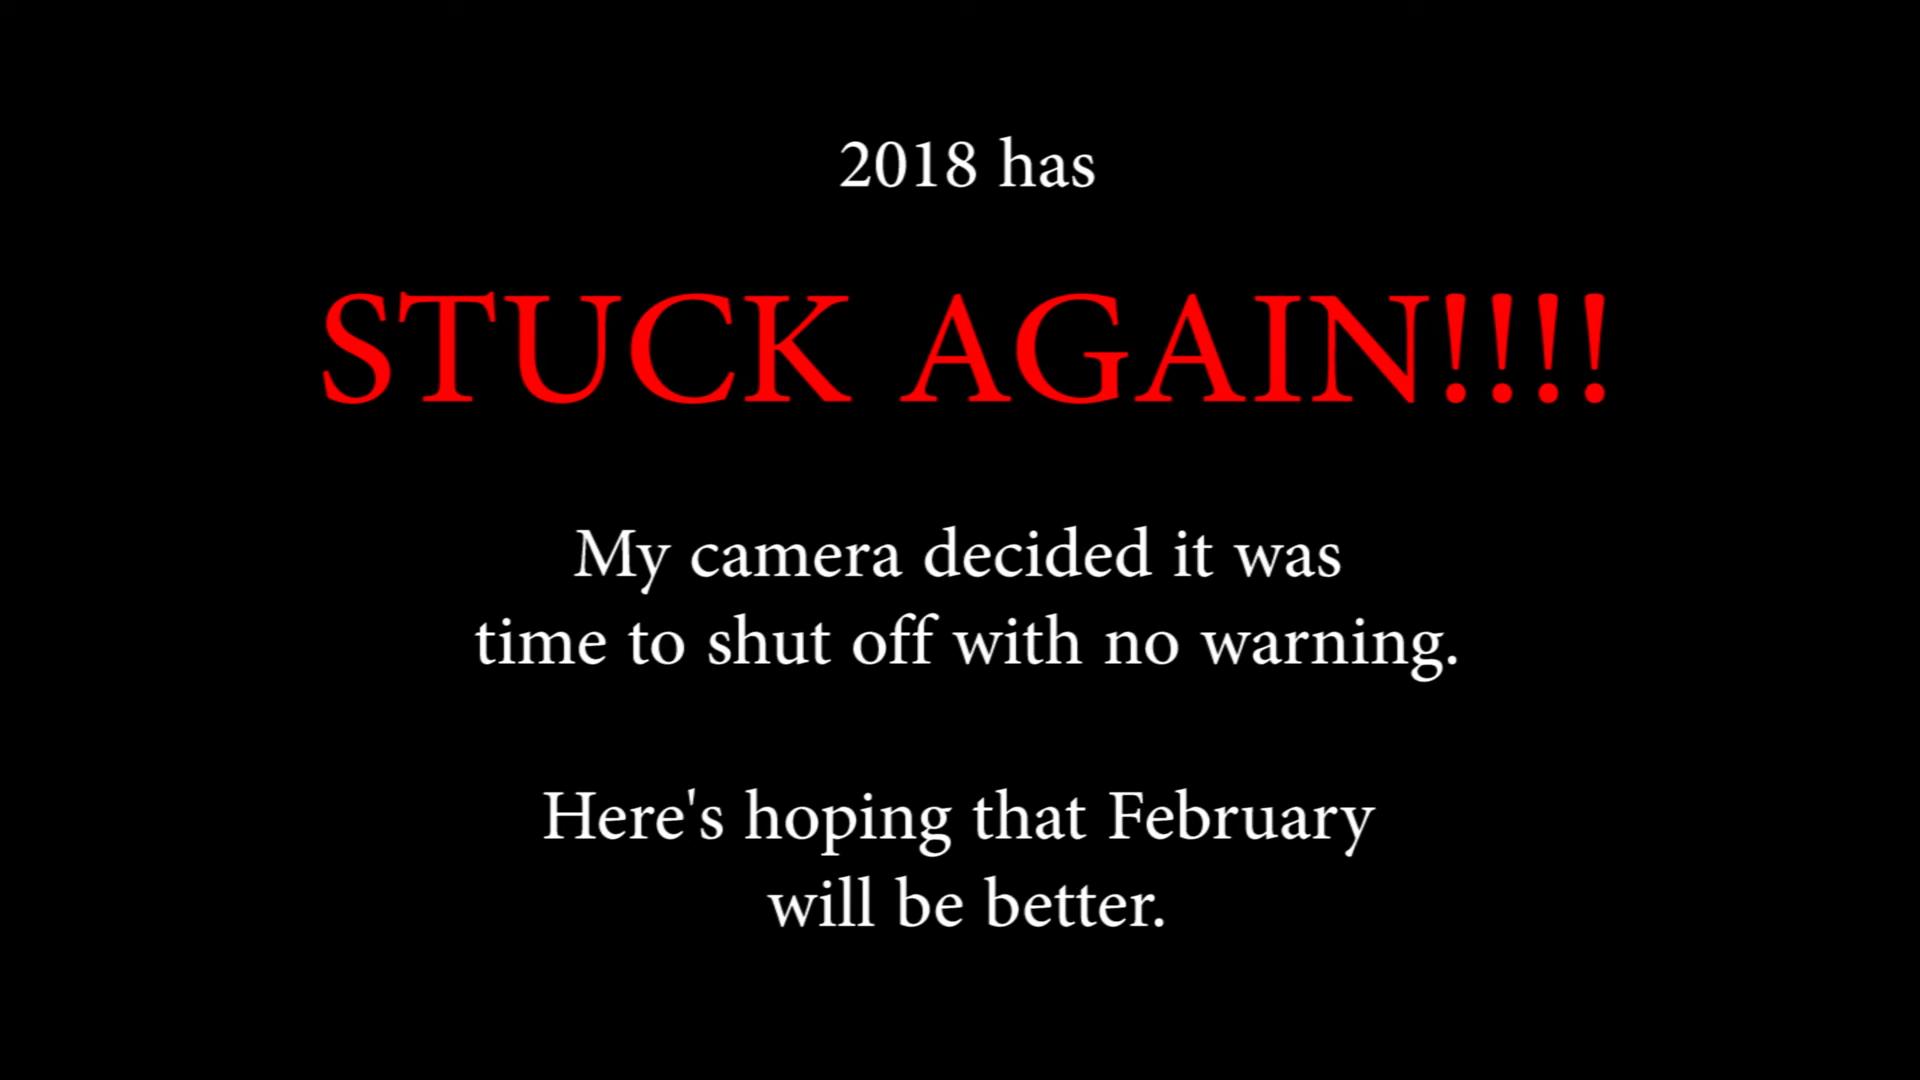 2018 has
STUCK AGAIN!!!!
My camera decided it was
time to shut off with no warning.
Here's hoping that February
will be better.